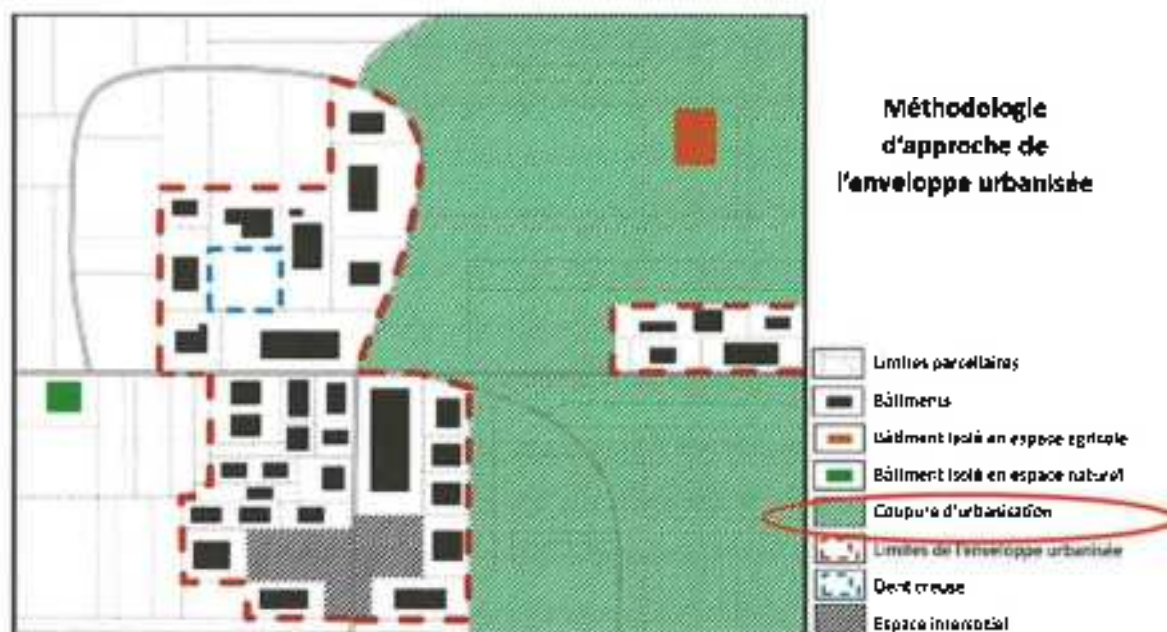 Méthodologie
d'approche de
l'enveloppe urbanisée
Limites parcellaires
Bâtiments
Bâtiment isolé en espace agricole
Bâtiment isolé en espace naturel
Coupure d'urbanisation
Limites de l'enveloppe urbanisée
Dent creuse
Espace interstitiel